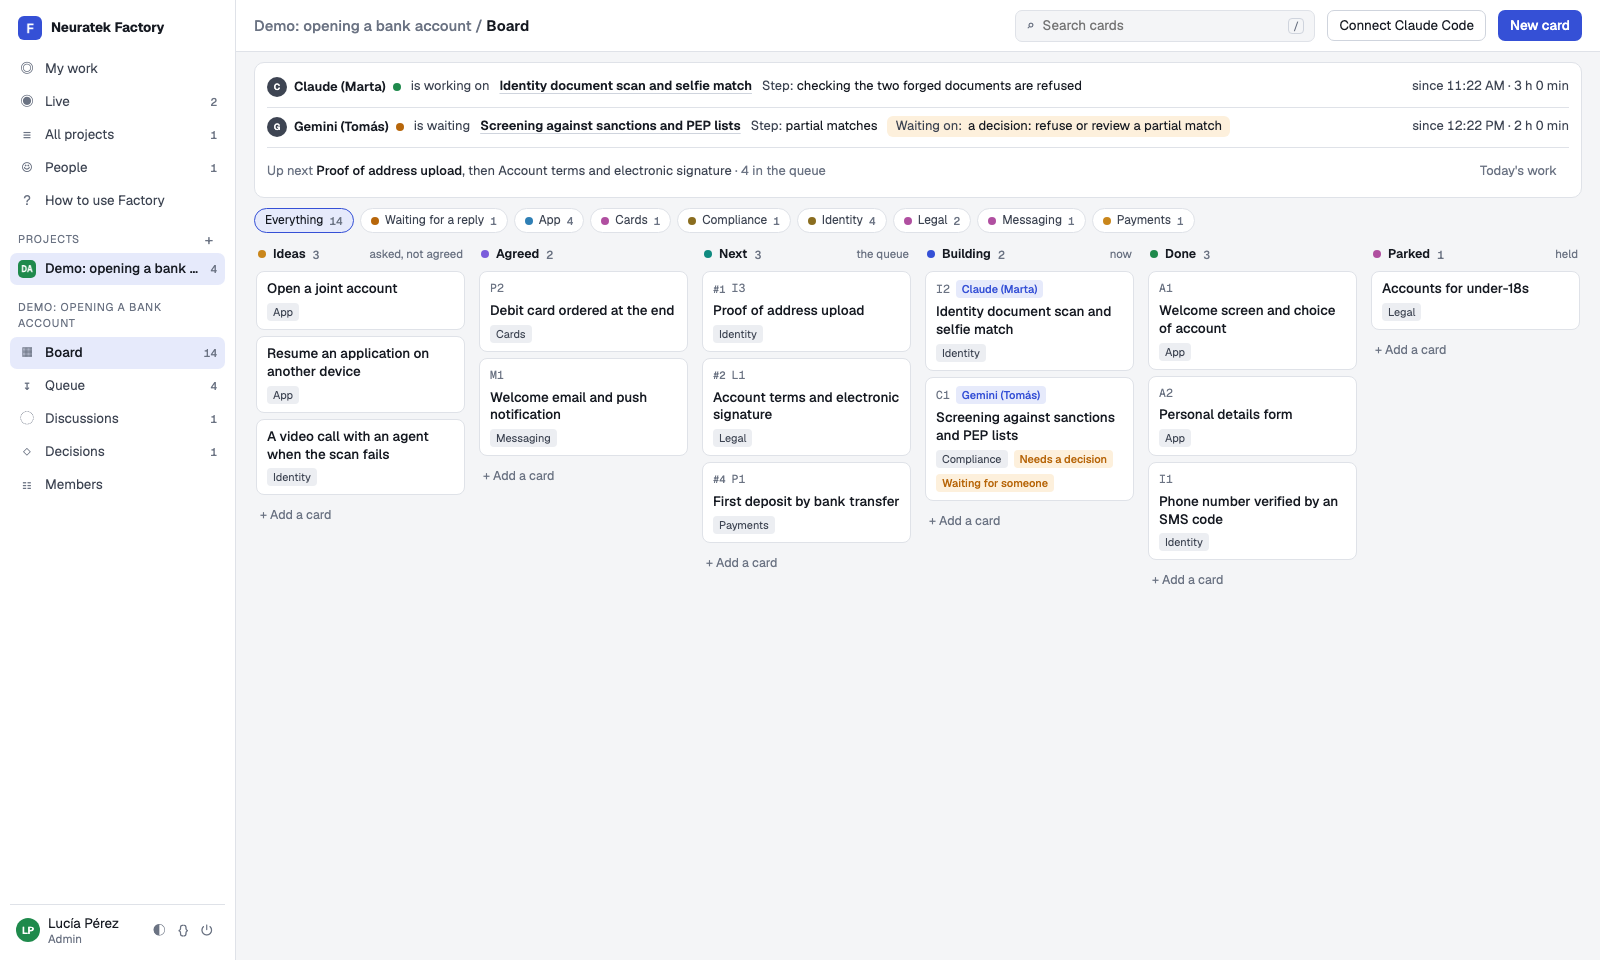 F Neuratek Factory
My work
Live 2
All projects 1
People 1
? How to use Factory
PROJECTS +
DA Demo: opening a bank ... 4
DEMO: OPENING A BANK
ACCOUNT
Board 14
Queue 4
Discussions 1
Decisions 1
Members
LP Lucía Pérez
Admin
{}
Demo: opening a bank account / Board
Search cards /
Connect Claude Code
New card
C Claude (Marta) is working on Identity document scan and selfie match Step: checking the two forged documents are refused since 11:22 AM · 3 h 0 min
G Gemini (Tomás) is waiting Screening against sanctions and PEP lists Step: partial matches Waiting on: a decision: refuse or review a partial match since 12:22 PM · 2 h 0 min
Up next Proof of address upload, then Account terms and electronic signature · 4 in the queue Today's work
Everything 14 Waiting for a reply 1 App 4 Cards 1 Compliance 1 Identity 4 Legal 2 Messaging 1 Payments 1
Ideas 3 asked, not agreed
Open a joint account
App
Resume an application on
another device
App
A video call with an agent
when the scan fails
Identity
+ Add a card
Agreed 2
P2
Debit card ordered at the end
Cards
M1
Welcome email and push
notification
Messaging
+ Add a card
Next 3 the queue
#1 I3
Proof of address upload
Identity
#2 L1
Account terms and electronic
signature
Legal
#4 P1
First deposit by bank transfer
Payments
+ Add a card
Building 2 now
I2 Claude (Marta)
Identity document scan and
selfie match
Identity
C1 Gemini (Tomás)
Screening against sanctions
and PEP lists
Compliance Needs a decision
Waiting for someone
+ Add a card
Done 3
A1
Welcome screen and choice
of account
App
A2
Personal details form
App
I1
Phone number verified by an
SMS code
Identity
+ Add a card
Parked 1 held
Accounts for under-18s
Legal
+ Add a card